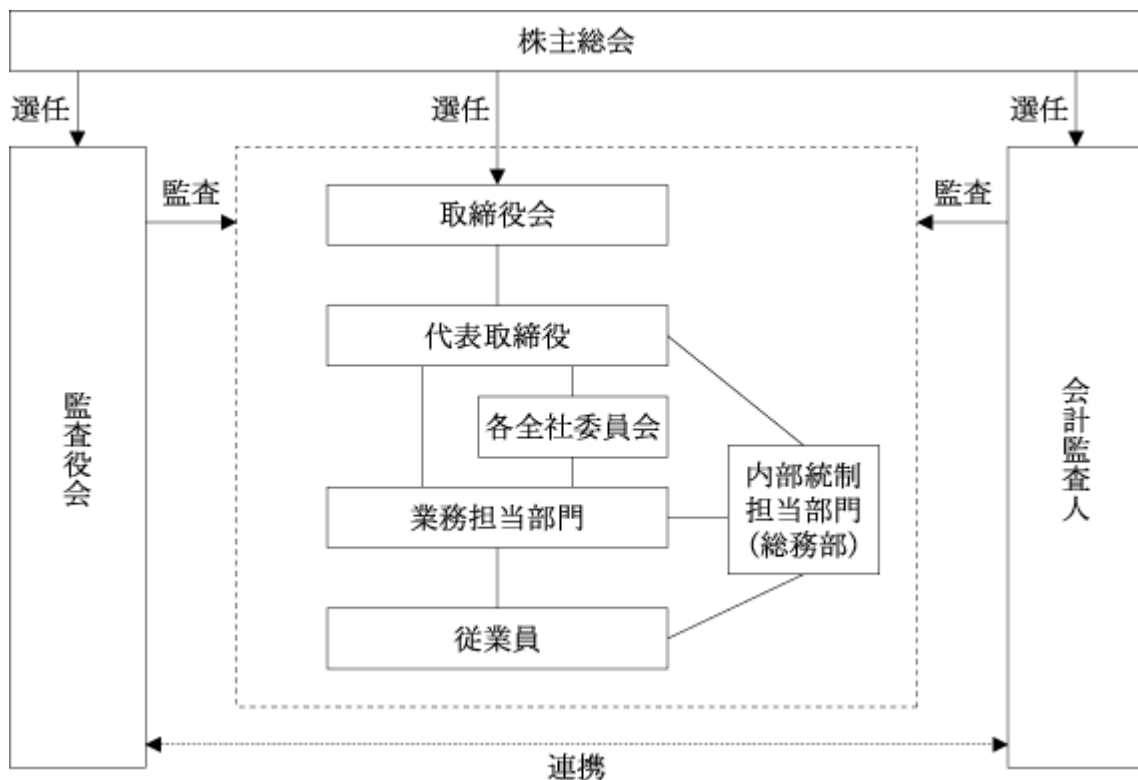 株主総会
選任
選任
選任
監査
監査
取締役会
代表取締役
各全社委員会
監査役会
会計監査人
内部統制
担当部門
（総務部）
業務担当部門
従業員
連携